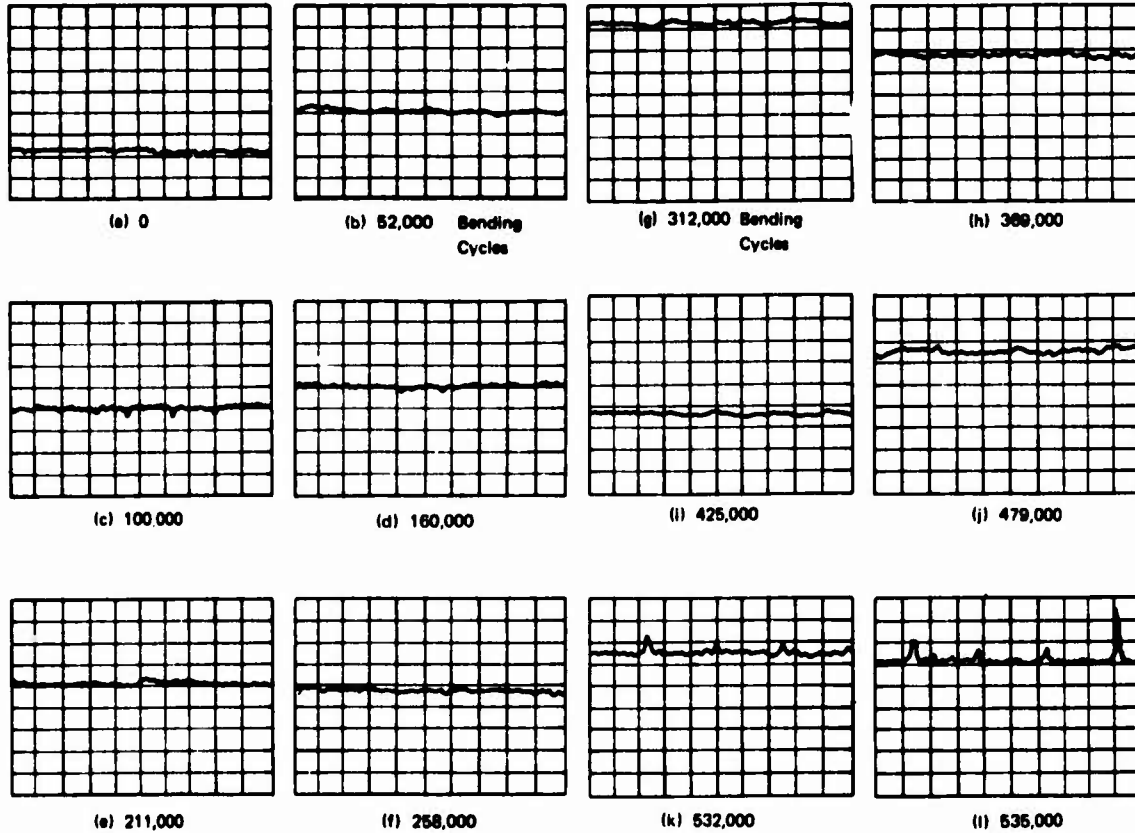 (a) 0
(b) 52,000 Bending
Cycles
(g) 312,000 Bending
Cycles
(h) 369,000
(c) 100,000
(d) 160,000
(i) 425,000
(j) 479,000
(e) 211,000
(f) 258,000
(k) 532,000
(l) 535,000